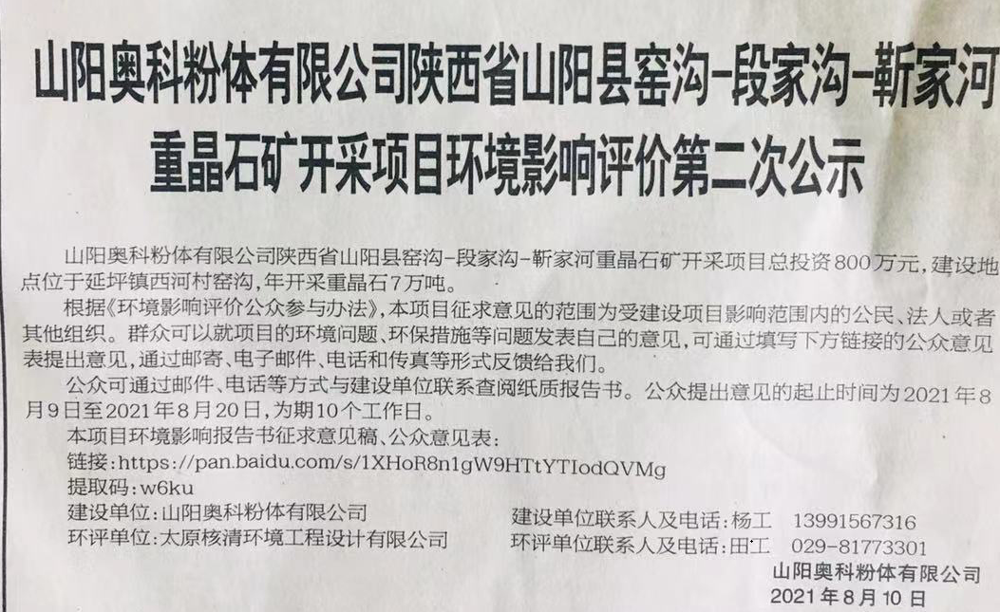 山阳奥科粉体有限公司陕西省山阳县窑沟-段家沟-靳家河
重晶石矿开采项目环境影响评价第二次公示
山阳奥科粉体有限公司陕西省山阳县窑沟-段家沟-靳家河重晶石矿开采项目总投资800万元,建设地
点位于延坪镇西河村窑沟,年开采重晶石7万吨。
根据《环境影响评价公众参与办法》,本项目征求意见的范围为受建设项目影响范围内的公民、法人或者
其他组织。群众可以就项目的环境问题、环保措施等问题发表自己的意见,可通过填写下方链接的公众意见
表提出意见,通过邮寄、电子邮件、电话和传真等形式反馈给我们。
公众可通过邮件、电话等方式与建设单位联系查阅纸质报告书。公众提出意见的起止时间为2021年8
月9日至2021年8月20日,为期10个工作日。
本项目环境影响报告书征求意见稿、公众意见表:
链接:https://pan.baidu.com/s/1XHoR8n1gW9HTtYTIodQVMg
提取码:w6ku
建设单位:山阳奥科粉体有限公司 建设单位联系人及电话:杨工 13991567316
环评单位:太原核清环境工程设计有限公司 环评单位联系人及电话:田工 029-81773301
山阳奥科粉体有限公司
2021年8月10日